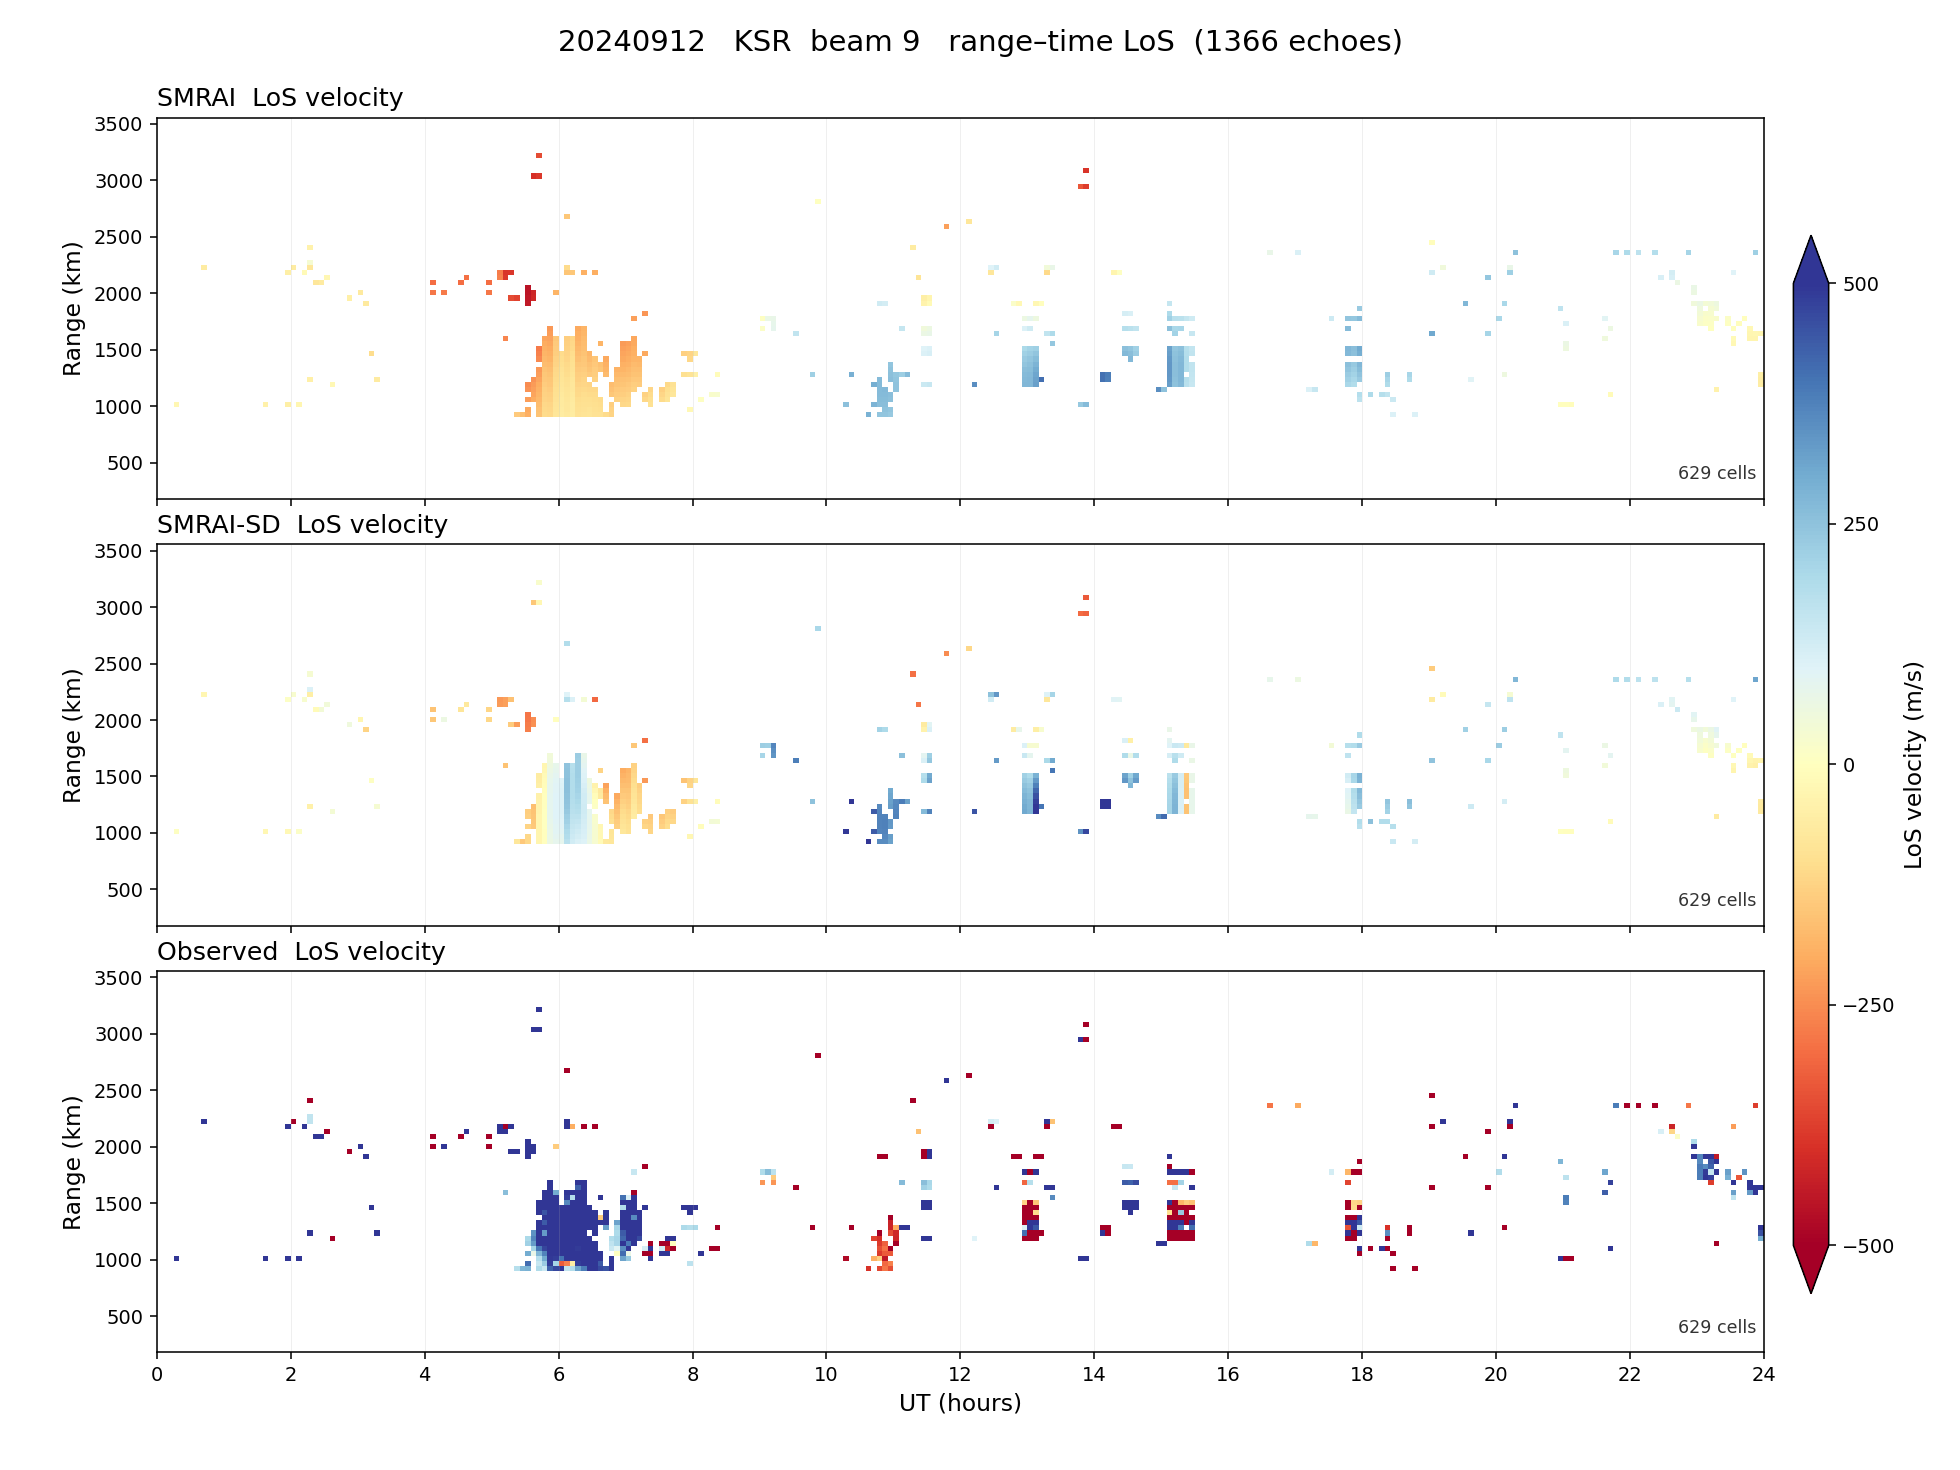 20240912   KSR  beam 9   range–time LoS  (1366 echoes)
SMRAI  LoS velocity
3500
3000
2500
2000
1500
1000
500
Range (km)
629 cells
SMRAI-SD  LoS velocity
3500
3000
2500
2000
1500
1000
500
Range (km)
629 cells
Observed  LoS velocity
3500
3000
2500
2000
1500
1000
500
Range (km)
629 cells
0 2 4 6 8 10 12 14 16 18 20 22 24
UT (hours)
500
250
0
−250
−500
LoS velocity (m/s)